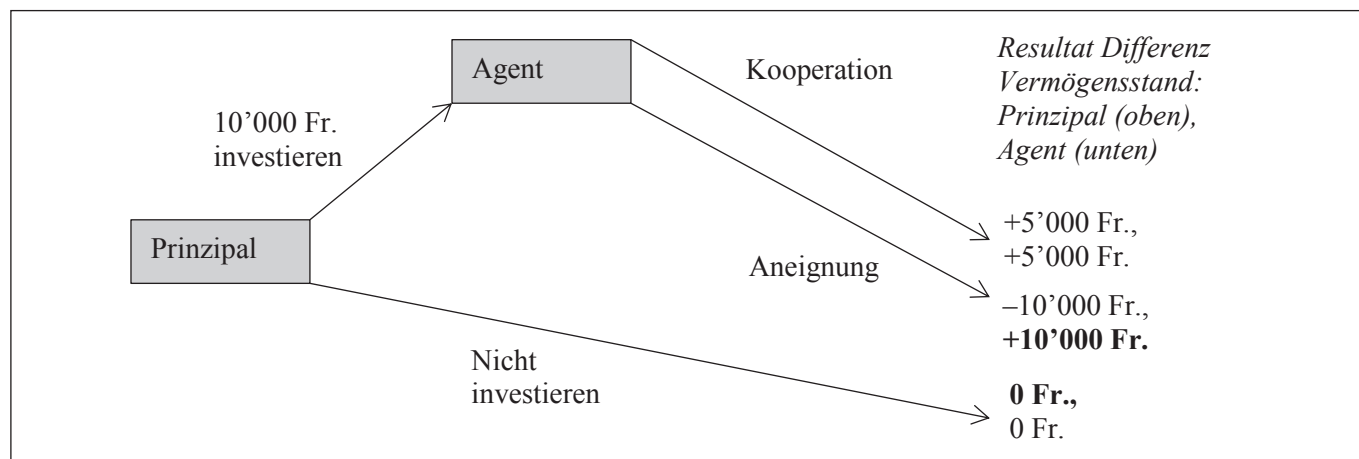 Agent
Kooperation
Resultat Differenz
Vermögensstand:
Prinzipal (oben),
Agent (unten)
10’000 Fr.
investieren
Prinzipal
Aneignung
+5’000 Fr.,
+5’000 Fr.
–10’000 Fr.,
+10’000 Fr.
Nicht
investieren
0 Fr.,
0 Fr.